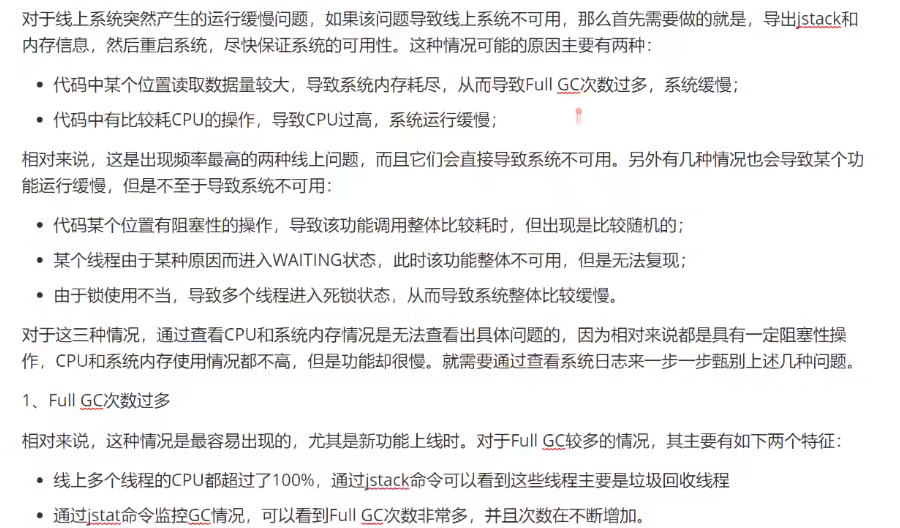 对于线上系统突然产生的运行缓慢问题，如果该问题导致线上系统不可用，那么首先需要做的就是，导出jstack和
内存信息，然后重启系统，尽快保证系统的可用性。这种情况可能的原因主要有两种：
• 代码中某个位置读取数据量较大，导致系统内存耗尽，从而导致Full GC次数过多，系统缓慢；
• 代码中有比较耗CPU的操作，导致CPU过高，系统运行缓慢；
相对来说，这是出现频率最高的两种线上问题，而且它们会直接导致系统不可用。另外有几种情况也会导致某个功
能运行缓慢，但是不至于导致系统不可用：
• 代码某个位置有阻塞性的操作，导致该功能调用整体比较耗时，但出现是比较随机的；
• 某个线程由于某种原因而进入WAITING状态，此时该功能整体不可用，但是无法复现；
• 由于锁使用不当，导致多个线程进入死锁状态，从而导致系统整体比较缓慢。
对于这三种情况，通过查看CPU和系统内存情况是无法查看出具体问题的，因为相对来说都是具有一定阻塞性操
作，CPU和系统内存使用情况都不高，但是功能却很慢。就需要通过查看系统日志来一步一步甄别上述几种问题。
1、Full GC次数过多
相对来说，这种情况是最容易出现的，尤其是新功能上线时。对于Full GC较多的情况，其主要有如下两个特征：
• 线上多个线程的CPU都超过了100%，通过jstack命令可以看到这些线程主要是垃圾回收线程
• 通过jstat命令监控GC情况，可以看到Full GC次数非常多，并且次数在不断增加。